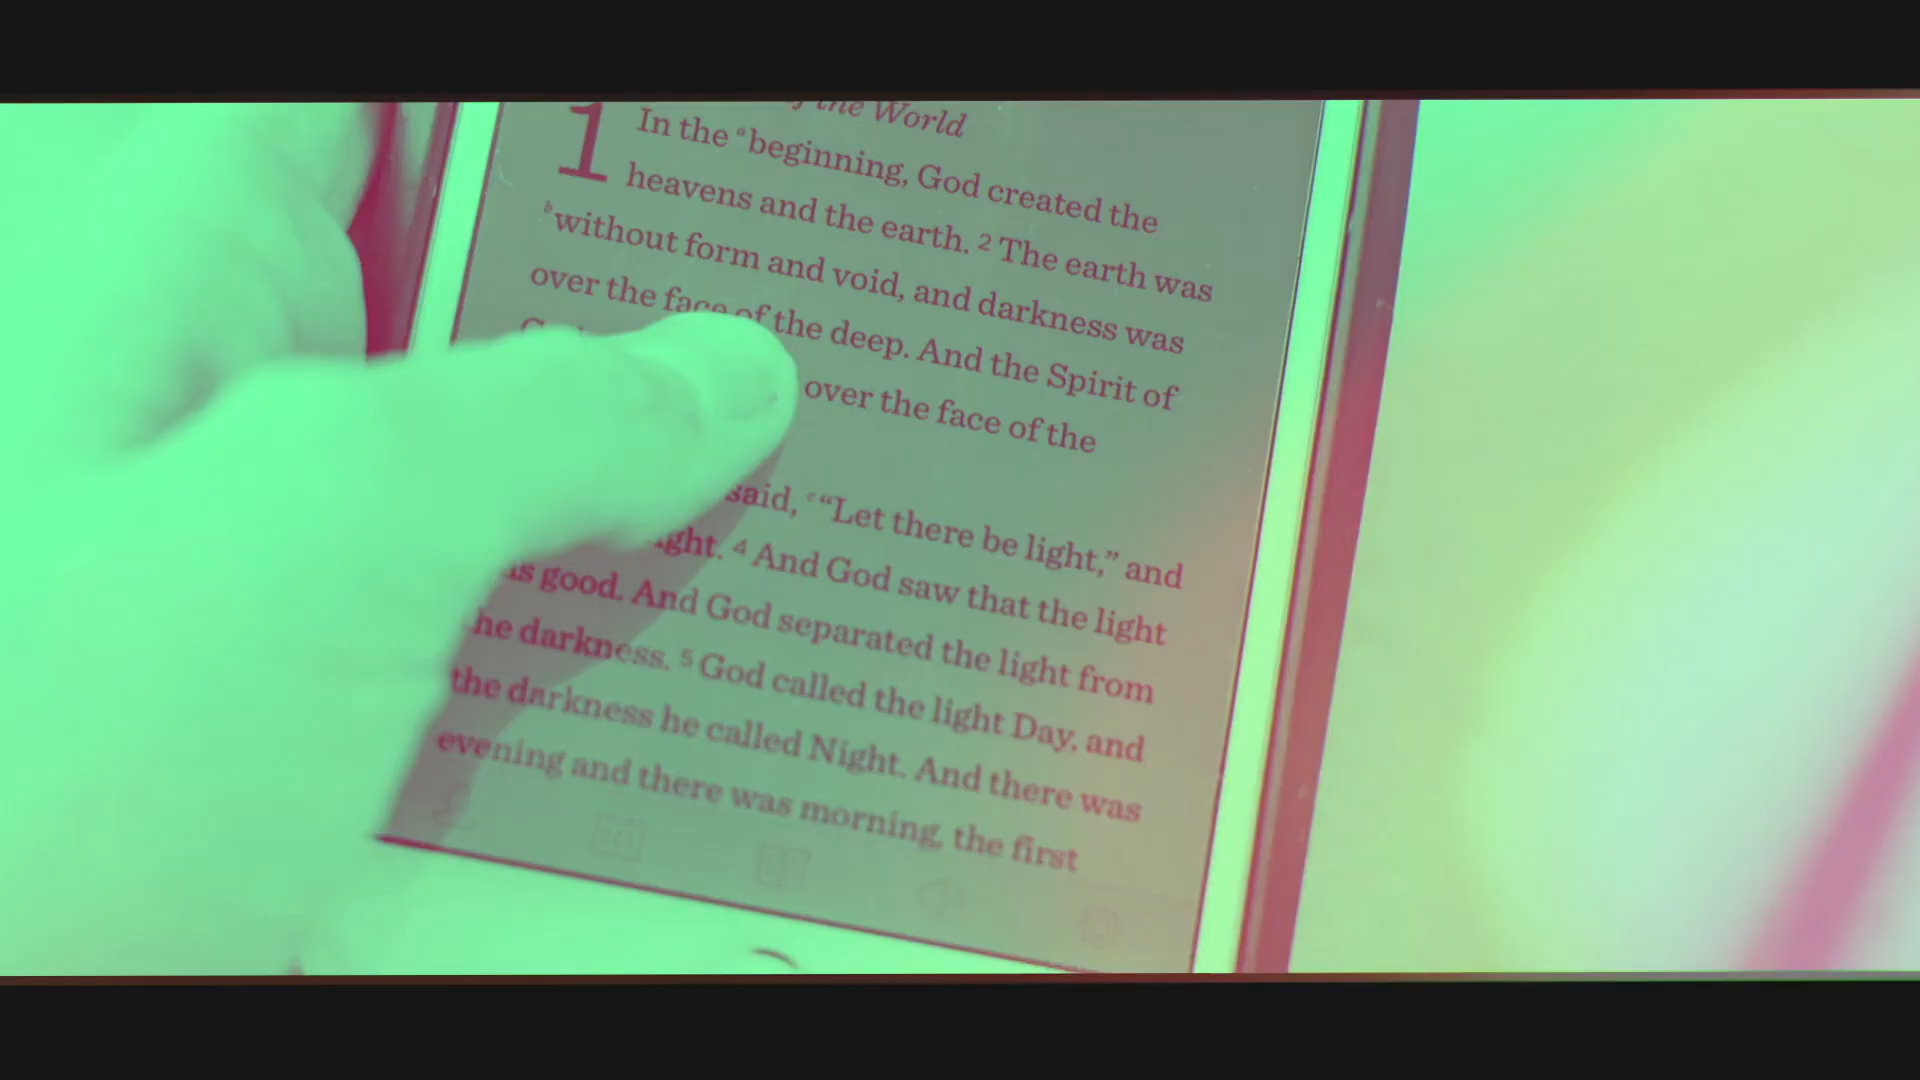 of the World
1 In the ᵃbeginning, God created the
heavens and the earth. 2 The earth was
ᵇwithout form and void, and darkness was
over the face of the deep. And the Spirit of
over the face of the
said, ᶜ“Let there be light,” and
4 And God saw that the light
good. And God separated the light from
darkness. 5 God called the light Day, and
the darkness he called Night. And there was
evening and there was morning, the first